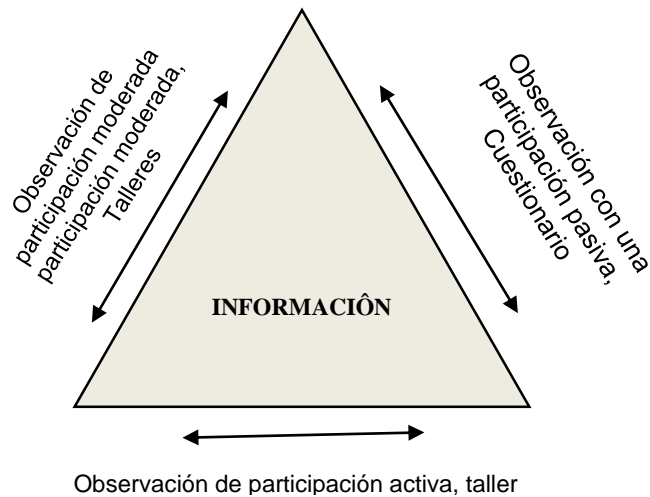 Observación de
participación moderada
participación moderada,
Talleres
Observación con una
participación pasiva,
Cuestionario
INFORMACIÔN
Observación de participación activa, taller